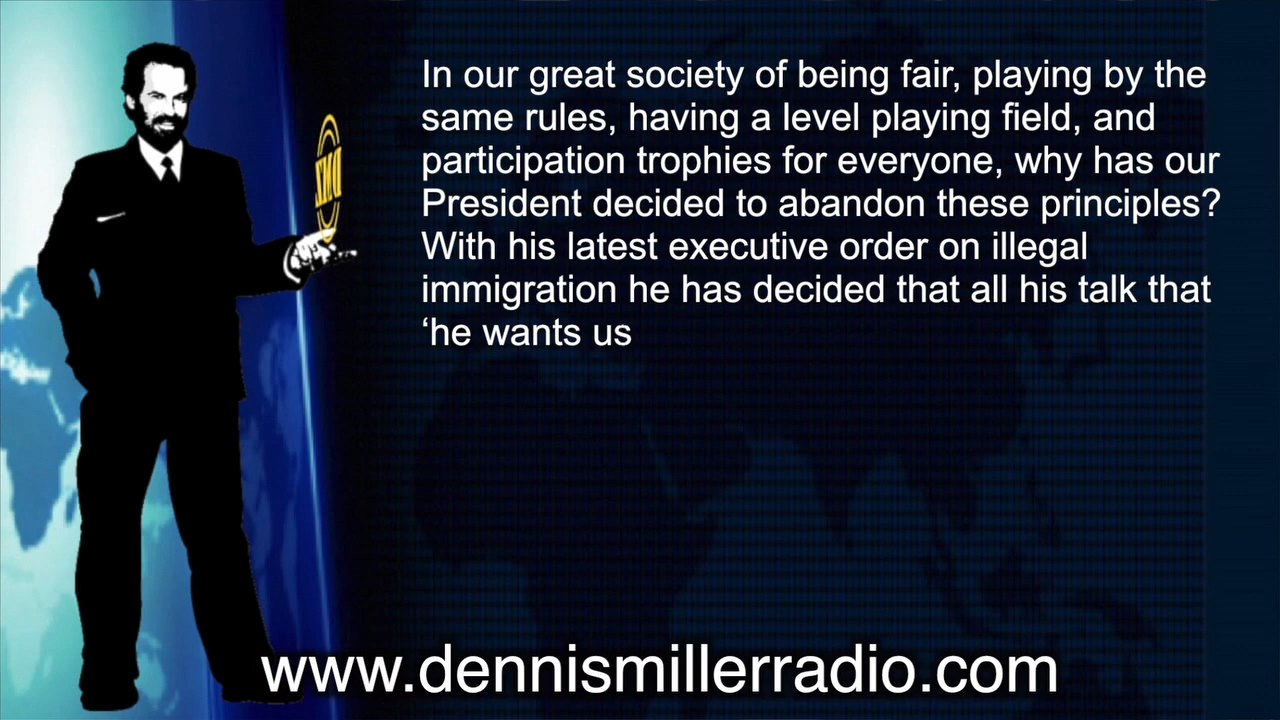 In our great society of being fair, playing by the
same rules, having a level playing field, and
participation trophies for everyone, why has our
President decided to abandon these principles?
With his latest executive order on illegal
immigration he has decided that all his talk that
‘he wants us
DMZ
www.dennismillerradio.com